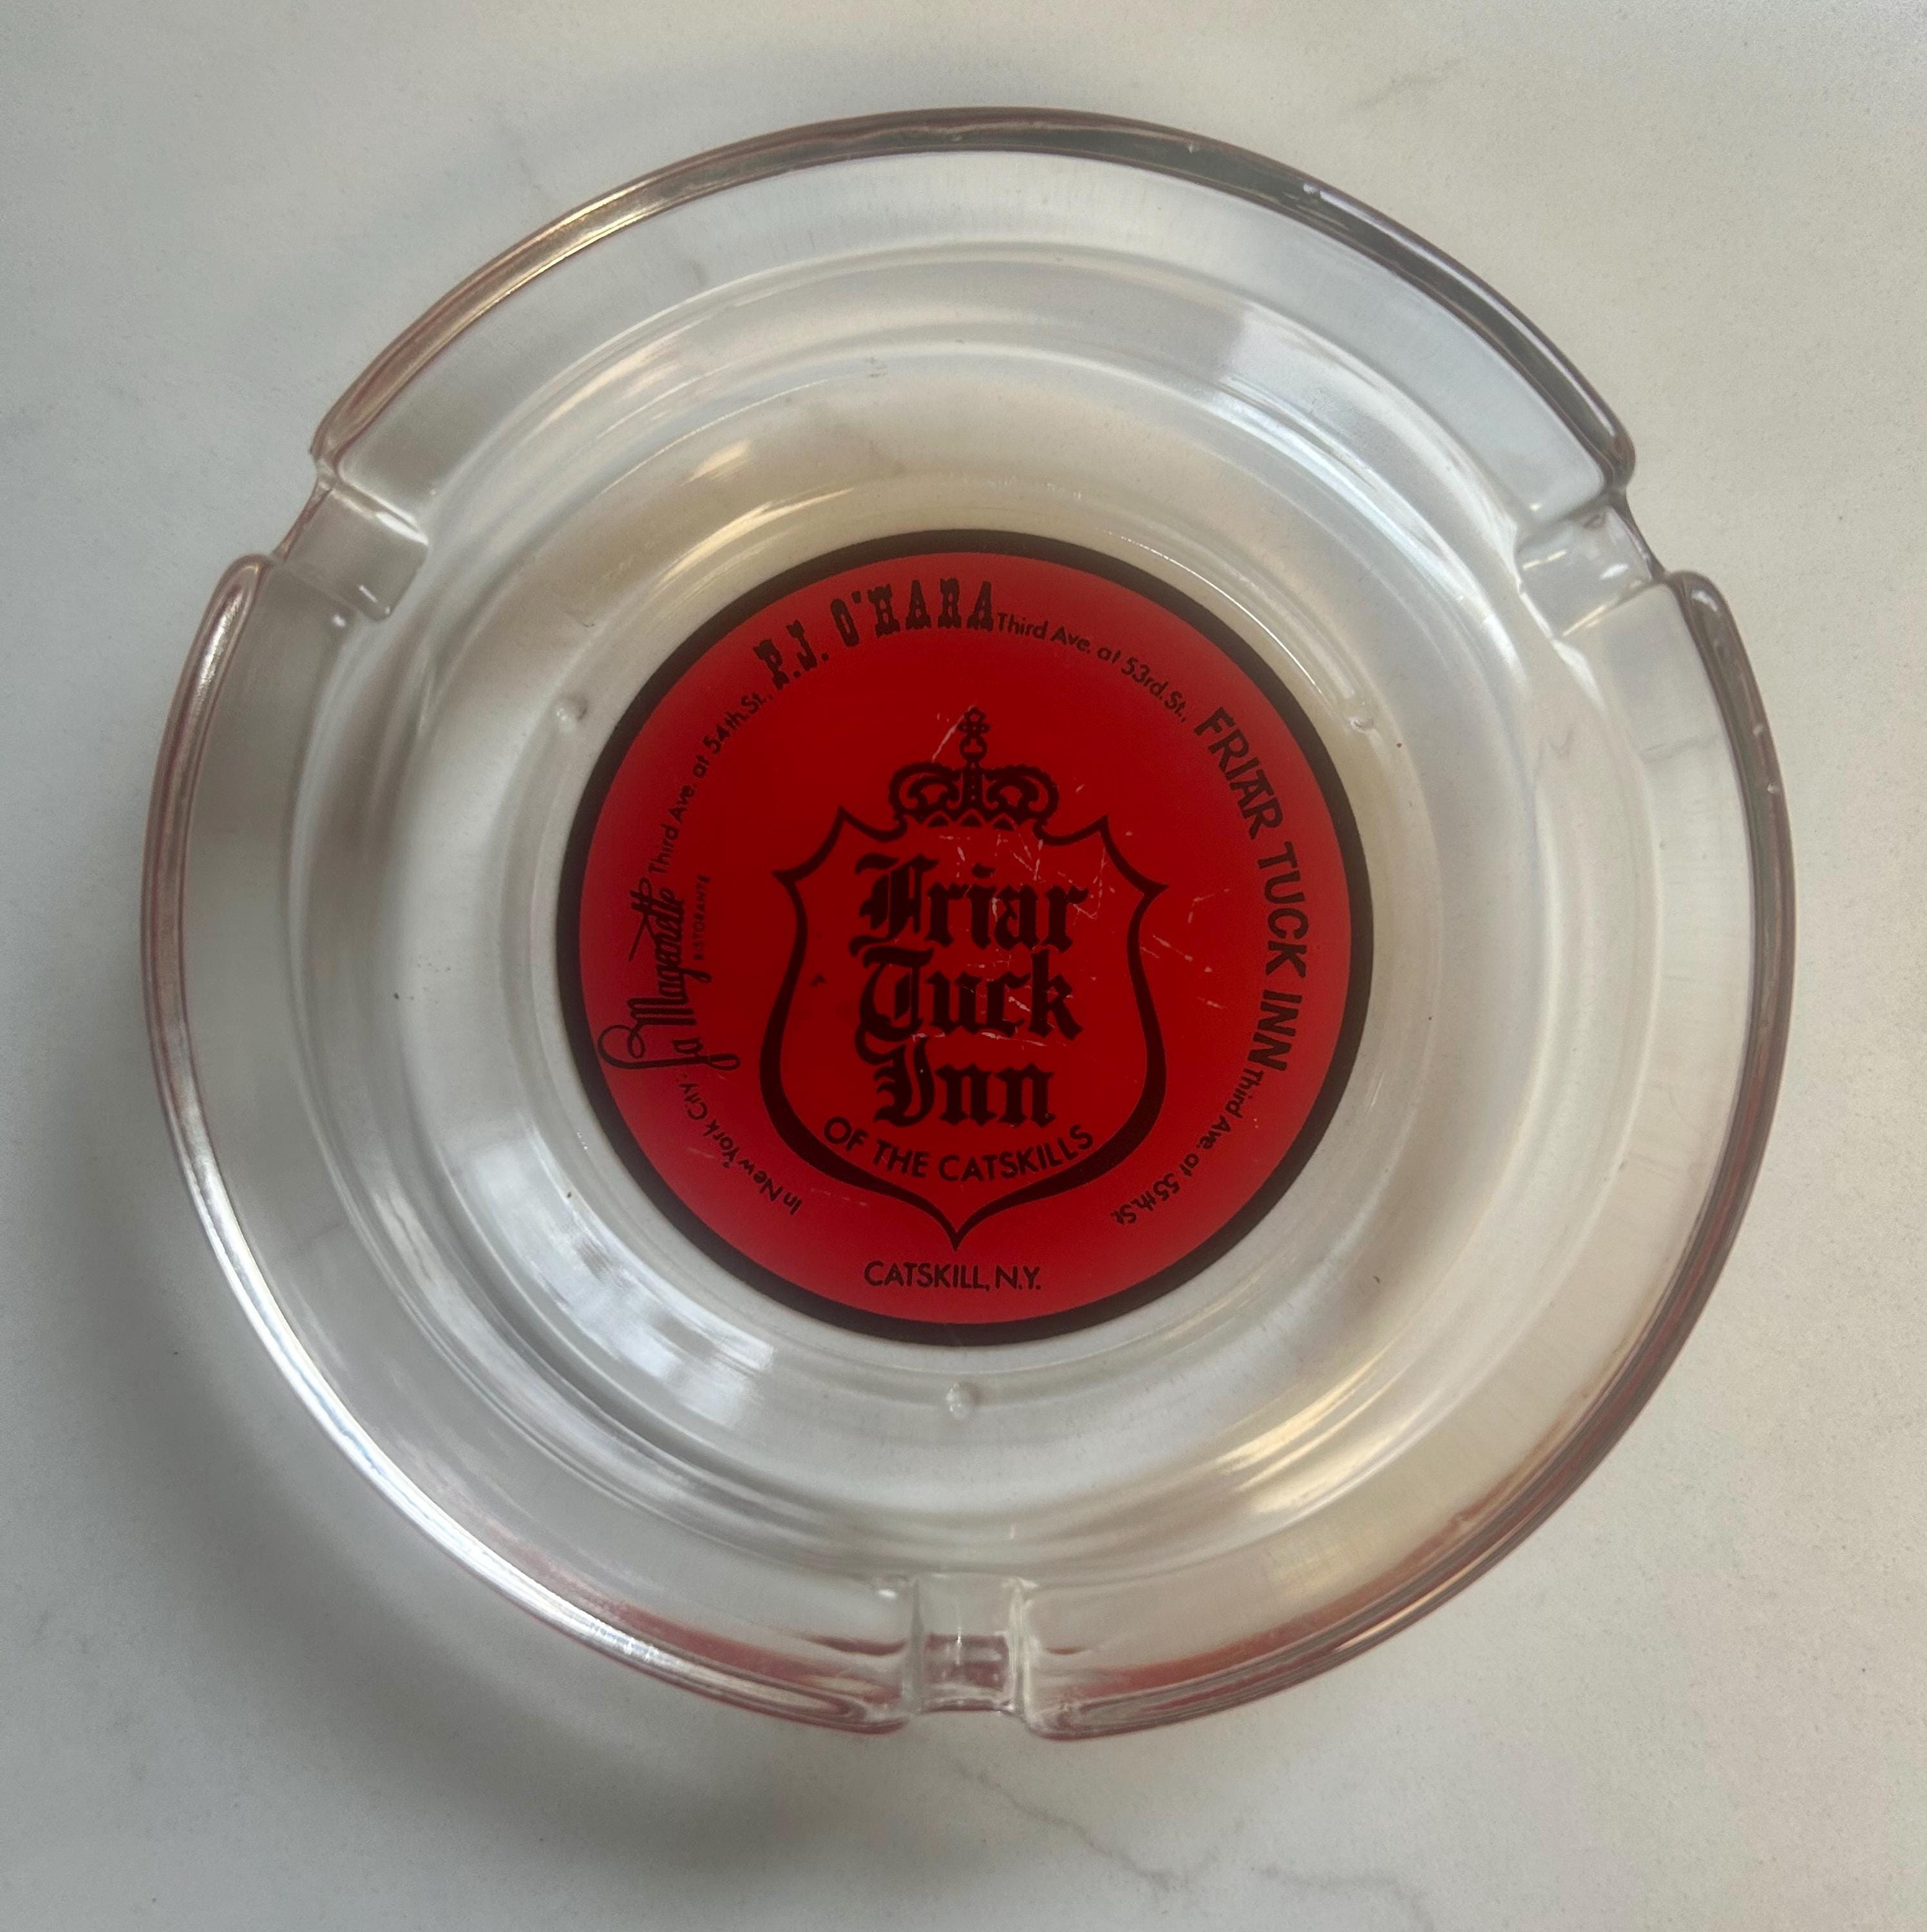 Friar
Tuck
Inn
OF THE CATSKILLS
CATSKILL, N.Y.
In New York City: La Maganette RISTORANTE Third Ave. at 54th. St., P.J. O'HARA Third Ave. at 53rd. St., FRIAR TUCK INN Third Ave. at 55th. St.